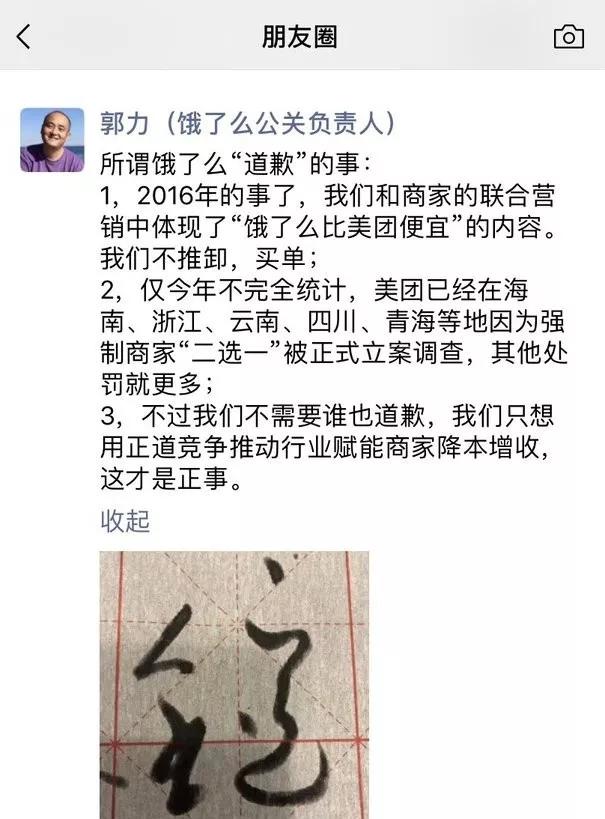 朋友圈
郭力（饿了么公关负责人）
所谓饿了么“道歉”的事：
1，2016年的事了，我们和商家的联合营
销中体现了“饿了么比美团便宜”的内容。
我们不推卸，买单；
2，仅今年不完全统计，美团已经在海
南、浙江、云南、四川、青海等地因为强
制商家“二选一”被正式立案调查，其他处
罚就更多；
3，不过我们不需要谁也道歉，我们只想
用正道竞争推动行业赋能商家降本增收，
这才是正事。
收起